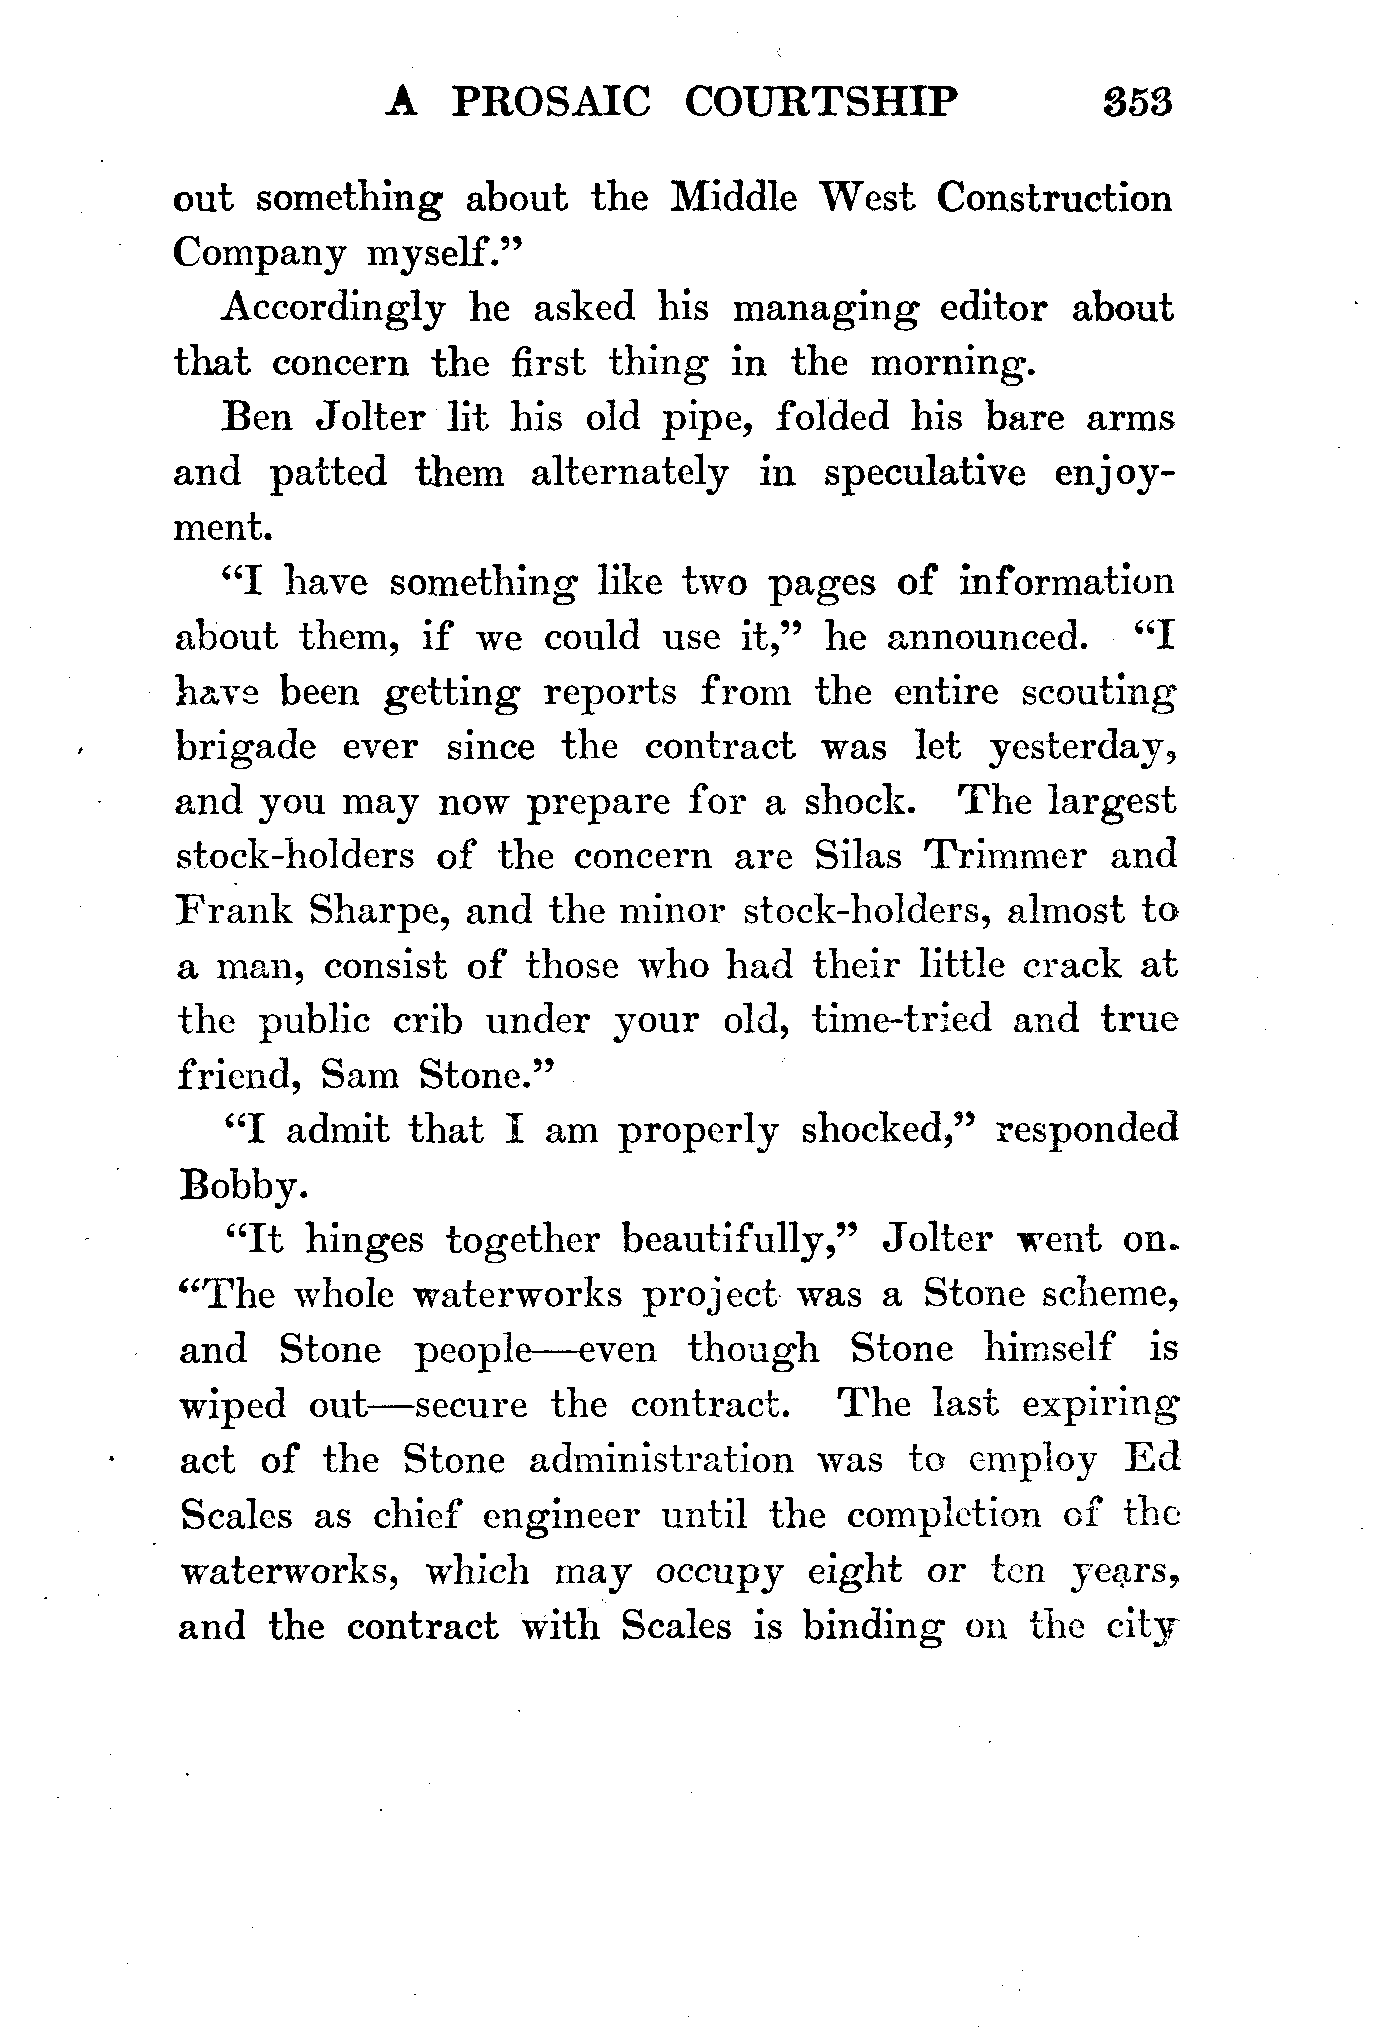 A PROSAIC COURTSHIP 353
out something about the Middle West Construction
Company myself.”
Accordingly he asked his managing editor about
that concern the first thing in the morning.
Ben Jolter lit his old pipe, folded his bare arms
and patted them alternately in speculative enjoy-
ment.
“I have something like two pages of information
about them, if we could use it,” he announced. “I
have been getting reports from the entire scouting
brigade ever since the contract was let yesterday,
and you may now prepare for a shock. The largest
stock-holders of the concern are Silas Trimmer and
Frank Sharpe, and the minor stock-holders, almost to
a man, consist of those who had their little crack at
the public crib under your old, time-tried and true
friend, Sam Stone.”
“I admit that I am properly shocked,” responded
Bobby.
“It hinges together beautifully,” Jolter went on.
“The whole waterworks project was a Stone scheme,
and Stone people—even though Stone himself is
wiped out—secure the contract. The last expiring
act of the Stone administration was to employ Ed
Scales as chief engineer until the completion of the
waterworks, which may occupy eight or ten years,
and the contract with Scales is binding on the city